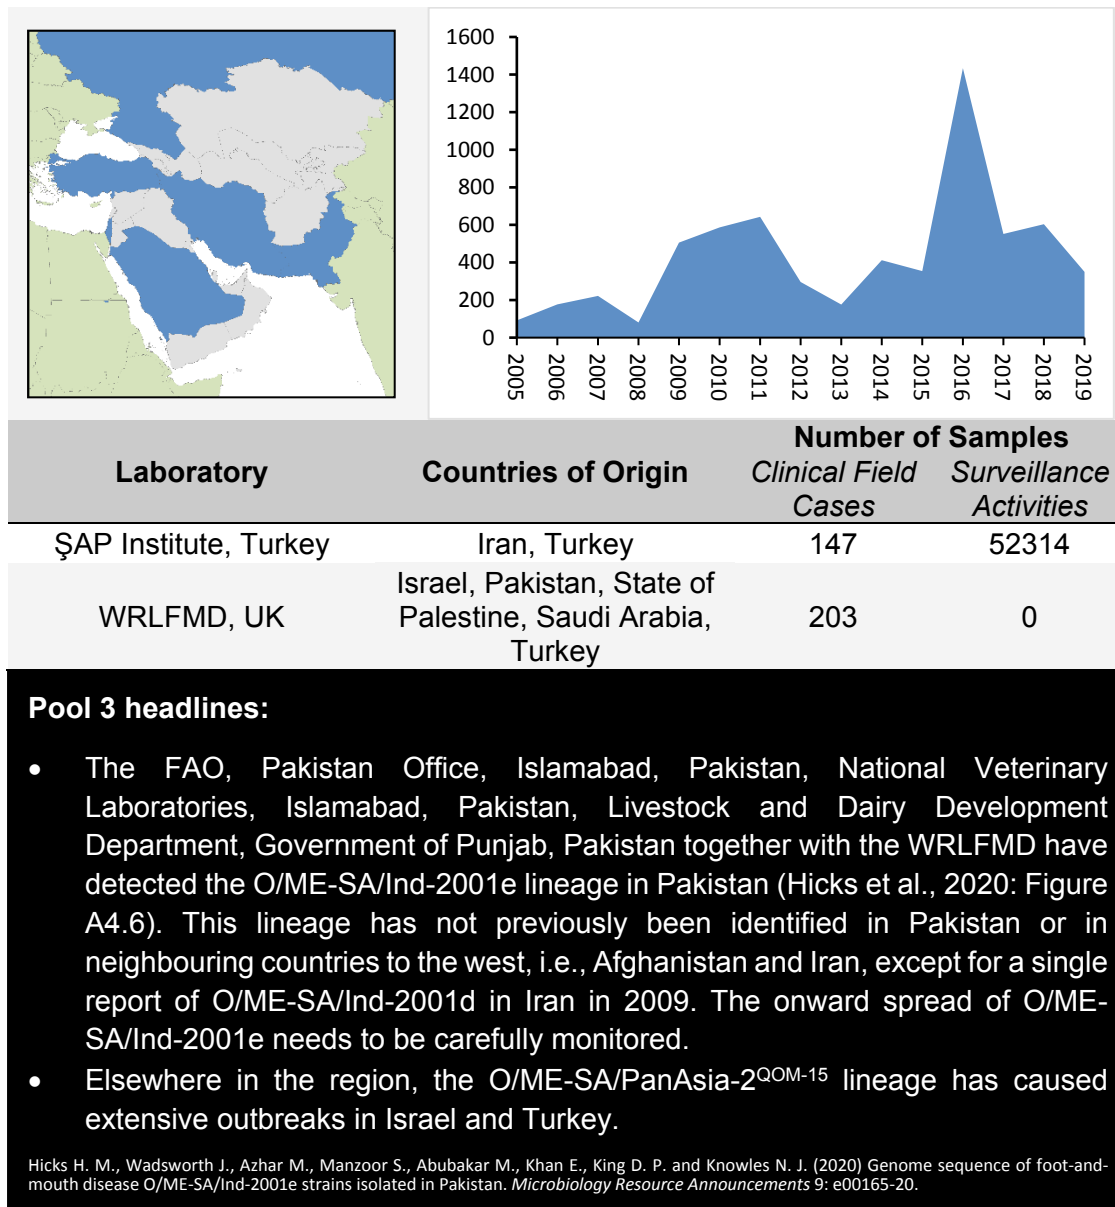 1600
1400
1200
1000
800
600
400
200
0
2005
2006
2007
2008
2009
2010
2011
2012
2013
2014
2015
2016
2017
2018
2019
Number of Samples
Laboratory
Countries of Origin
Clinical Field
Cases
Surveillance
Activities
ŞAP Institute, Turkey
Iran, Turkey
147
52314
WRLFMD, UK
Israel, Pakistan, State of
Palestine, Saudi Arabia,
Turkey
203
0
Pool 3 headlines:
• The FAO, Pakistan Office, Islamabad, Pakistan, National Veterinary
Laboratories, Islamabad, Pakistan, Livestock and Dairy Development
Department, Government of Punjab, Pakistan together with the WRLFMD have
detected the O/ME-SA/Ind-2001e lineage in Pakistan (Hicks et al., 2020: Figure
A4.6). This lineage has not previously been identified in Pakistan or in
neighbouring countries to the west, i.e., Afghanistan and Iran, except for a single
report of O/ME-SA/Ind-2001d in Iran in 2009. The onward spread of O/ME-
SA/Ind-2001e needs to be carefully monitored.
• Elsewhere in the region, the O/ME-SA/PanAsia-2QOM-15 lineage has caused
extensive outbreaks in Israel and Turkey.
Hicks H. M., Wadsworth J., Azhar M., Manzoor S., Abubakar M., Khan E., King D. P. and Knowles N. J. (2020) Genome sequence of foot-and-
mouth disease O/ME-SA/Ind-2001e strains isolated in Pakistan. Microbiology Resource Announcements 9: e00165-20.